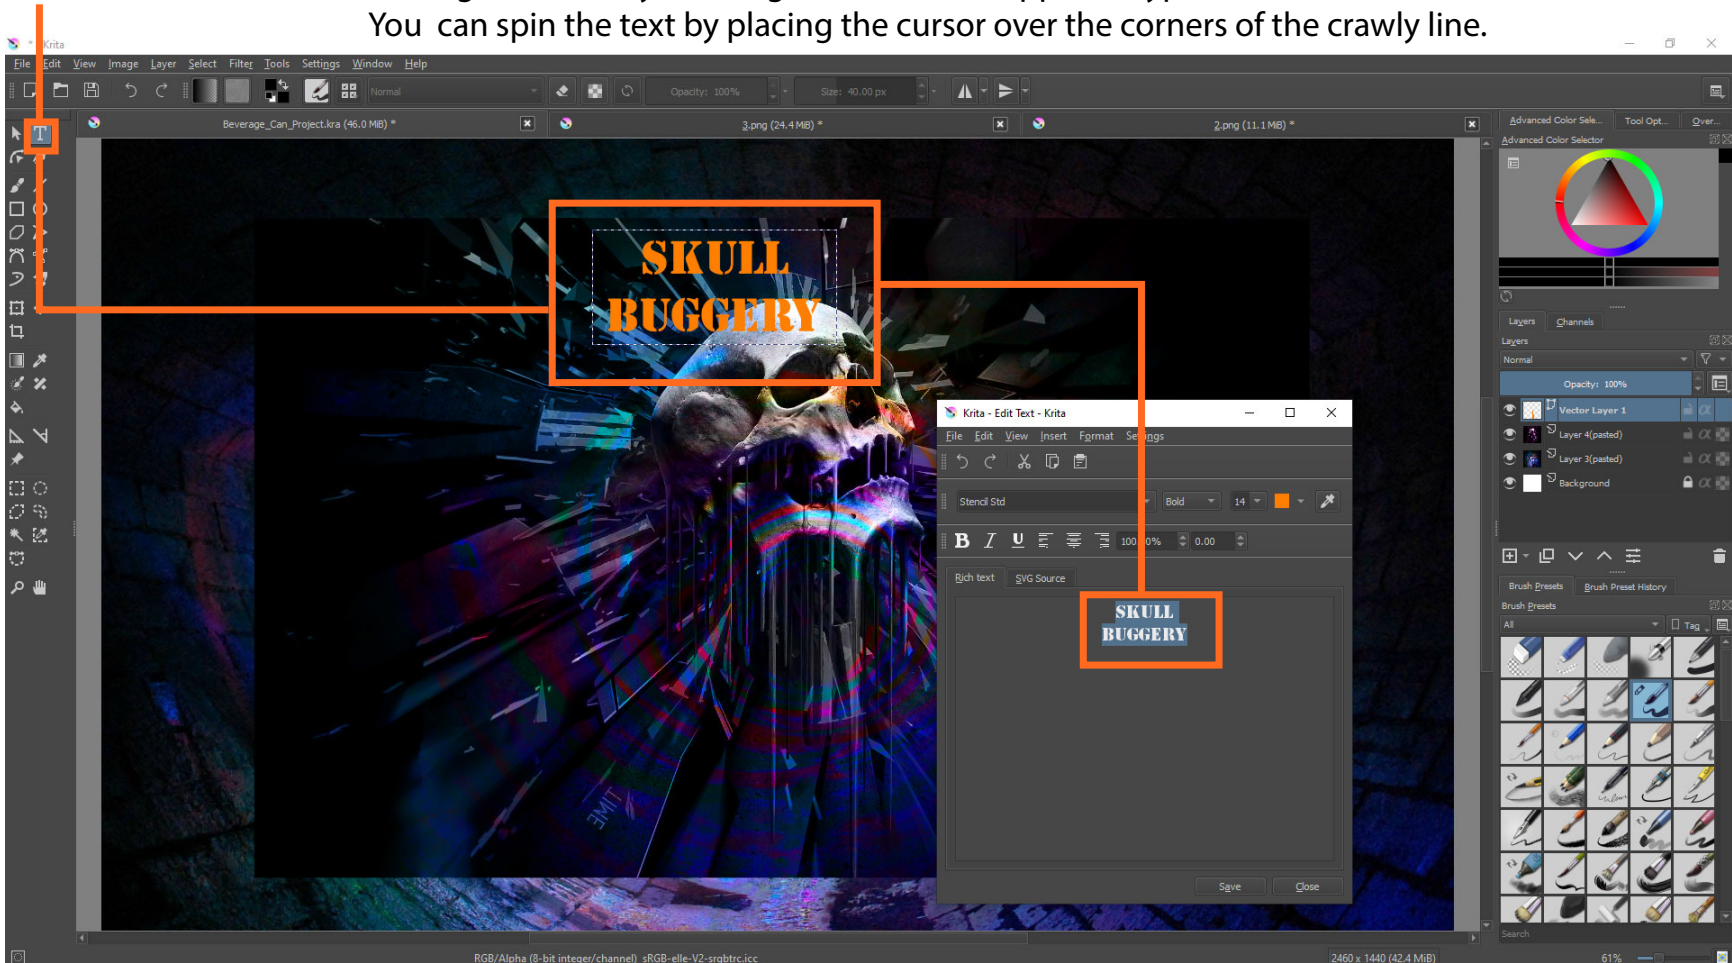 You  can spin the text by placing the cursor over the corners of the crawly line.
Krita
File Edit View Image Layer Select Filter Tools Settings Window Help
Normal
Opacity: 100%
Size: 40.00 px
Beverage_Can_Project.kra (46.0 MiB) *
3.png (24.4 MiB) *
2.png (11.1 MiB) *
Advanced Color Sele... Tool Opt... Over...
Advanced Color Selector
T
SKULL
BUGGERY
TIME
Layers Channels
Layers
Normal
Opacity: 100%
Vector Layer 1
Layer 4(pasted)
Layer 3(pasted)
Background
Krita - Edit Text - Krita
File Edit View Insert Format Settings
Stencil Std Bold 14
B I U 0.00
Rich text SVG Source
SKULL
BUGGERY
Save Close
Brush Presets Brush Preset History
Brush Presets
All Tag
Search
RGB/Alpha (8-bit integer/channel) sRGB-elle-V2-srgbtrc.icc
2460 x 1440 (42.4 MiB)
61%